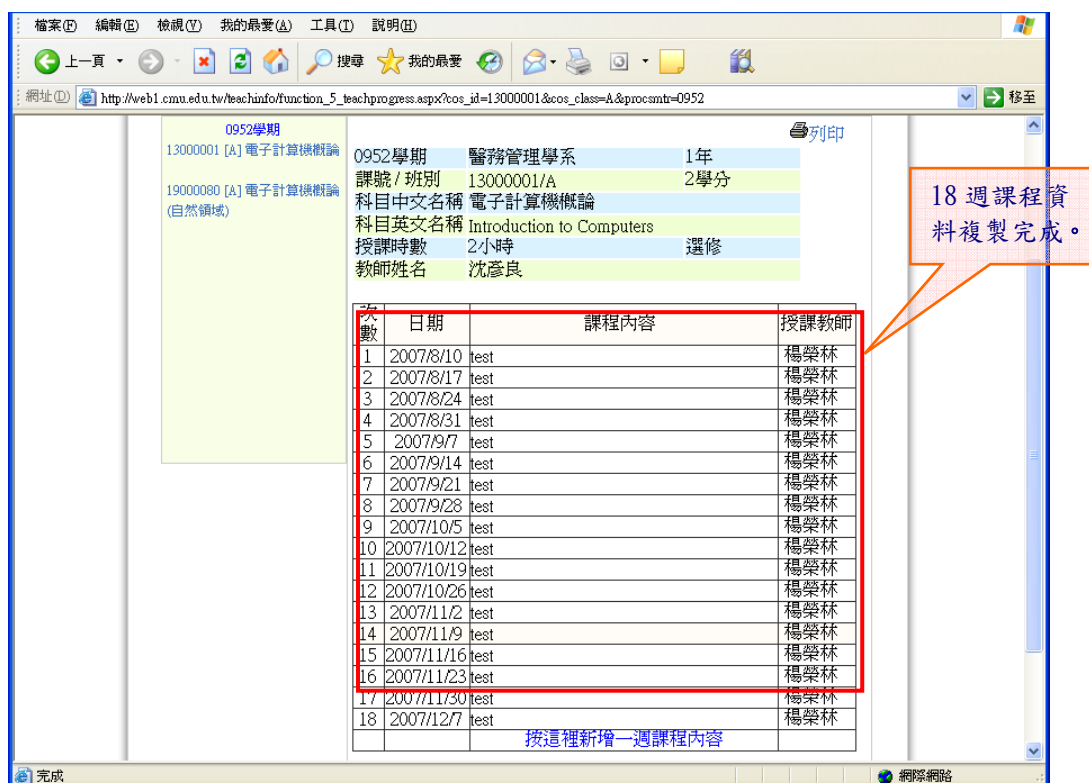 檔案(F) 編輯(E) 檢視(V) 我的最愛(A) 工具(T) 說明(H)
上一頁 搜尋 我的最愛
網址(D) http://web1.cmu.edu.tw/teachinfo/function_5_teachprogress.aspx?cos_id=13000001&cos_class=A&procsmtr=0952 移至
0952學期
13000001 [A] 電子計算機概論
19000080 [A] 電子計算機概論
(自然領域)
列印
0952學期 醫務管理學系 1年
課號 / 班別 13000001/A 2學分
科目中文名稱 電子計算機概論
科目英文名稱 Introduction to Computers
授課時數 2小時 選修
教師姓名 沈彥良
18 週課程資
料複製完成。
次數 日期 課程內容 授課教師
1 2007/8/10 test 楊榮林
2 2007/8/17 test 楊榮林
3 2007/8/24 test 楊榮林
4 2007/8/31 test 楊榮林
5 2007/9/7 test 楊榮林
6 2007/9/14 test 楊榮林
7 2007/9/21 test 楊榮林
8 2007/9/28 test 楊榮林
9 2007/10/5 test 楊榮林
10 2007/10/12 test 楊榮林
11 2007/10/19 test 楊榮林
12 2007/10/26 test 楊榮林
13 2007/11/2 test 楊榮林
14 2007/11/9 test 楊榮林
15 2007/11/16 test 楊榮林
16 2007/11/23 test 楊榮林
17 2007/11/30 test 楊榮林
18 2007/12/7 test 楊榮林
按這裡新增一週課程內容
完成 網際網路